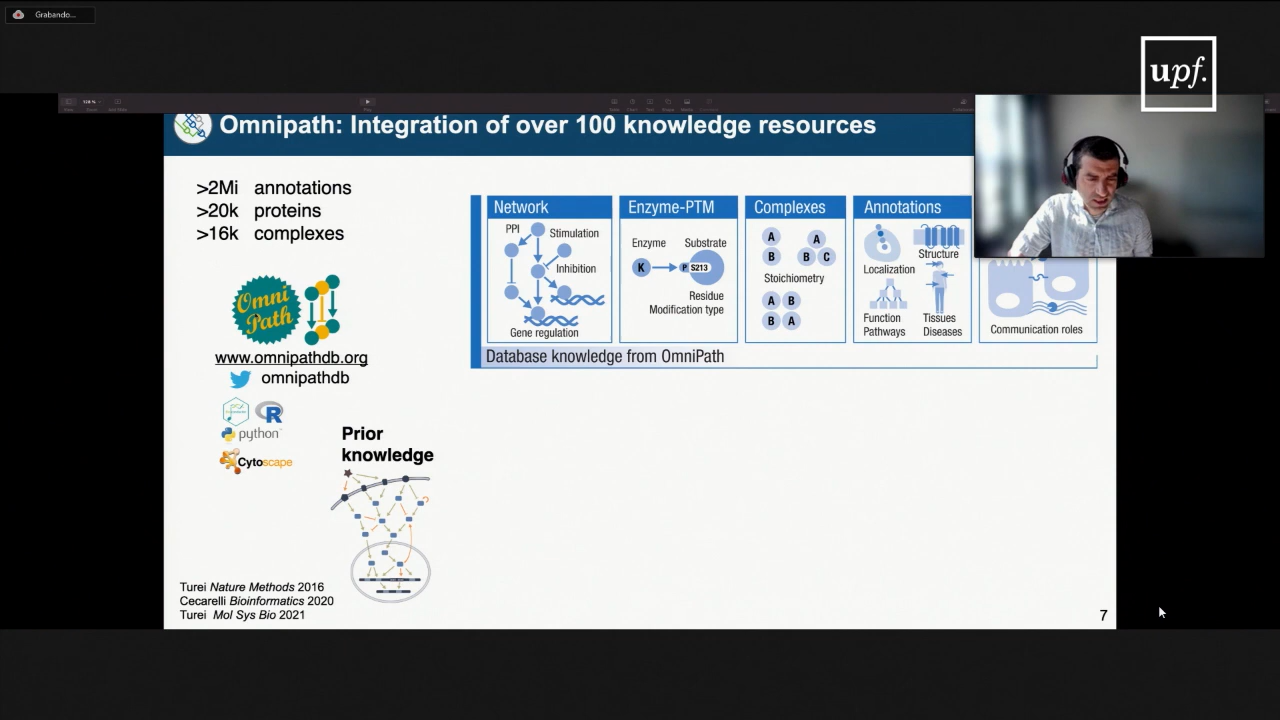 Grabando...
upf.
128 %
Omnipath: Integration of over 100 knowledge resources
>2Mi annotations
>20k proteins
>16k complexes
Omni
Path
www.omnipathdb.org
omnipathdb
R
python
Cytoscape
Prior
knowledge
Network
PPI
Stimulation
Inhibition
Gene regulation
Enzyme-PTM
Enzyme Substrate
K P S213
Residue
Modification type
Complexes
A A
B B C
Stoichiometry
A B
B A
Annotations
Structure
Localization
Function Tissues
Pathways Diseases
Communication roles
Database knowledge from OmniPath
Turei Nature Methods 2016
Cecarelli Bioinformatics 2020
Turei Mol Sys Bio 2021
7